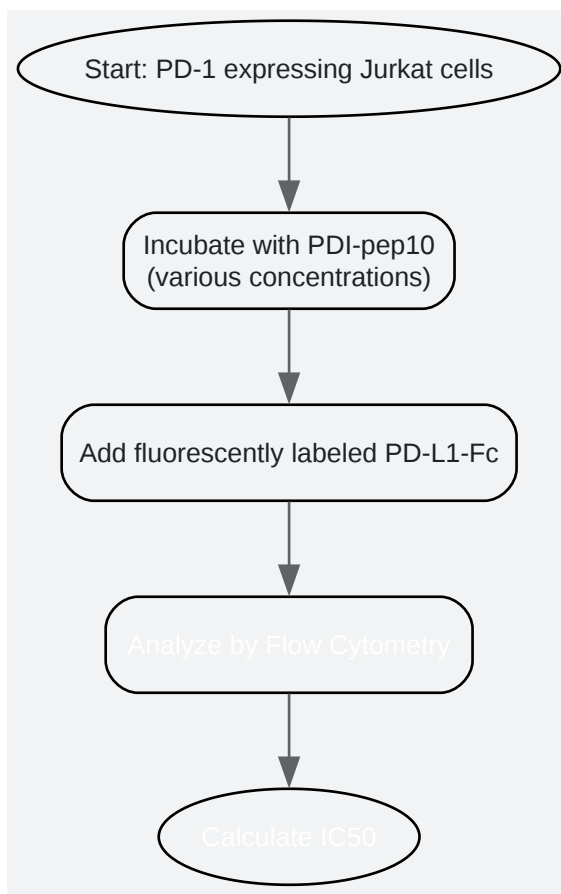 Start: PD-1 expressing Jurkat cells
Incubate with PDI-pep10
(various concentrations)
Add fluorescently labeled PD-L1-Fc
Analyze by Flow Cytometry
Calculate IC50